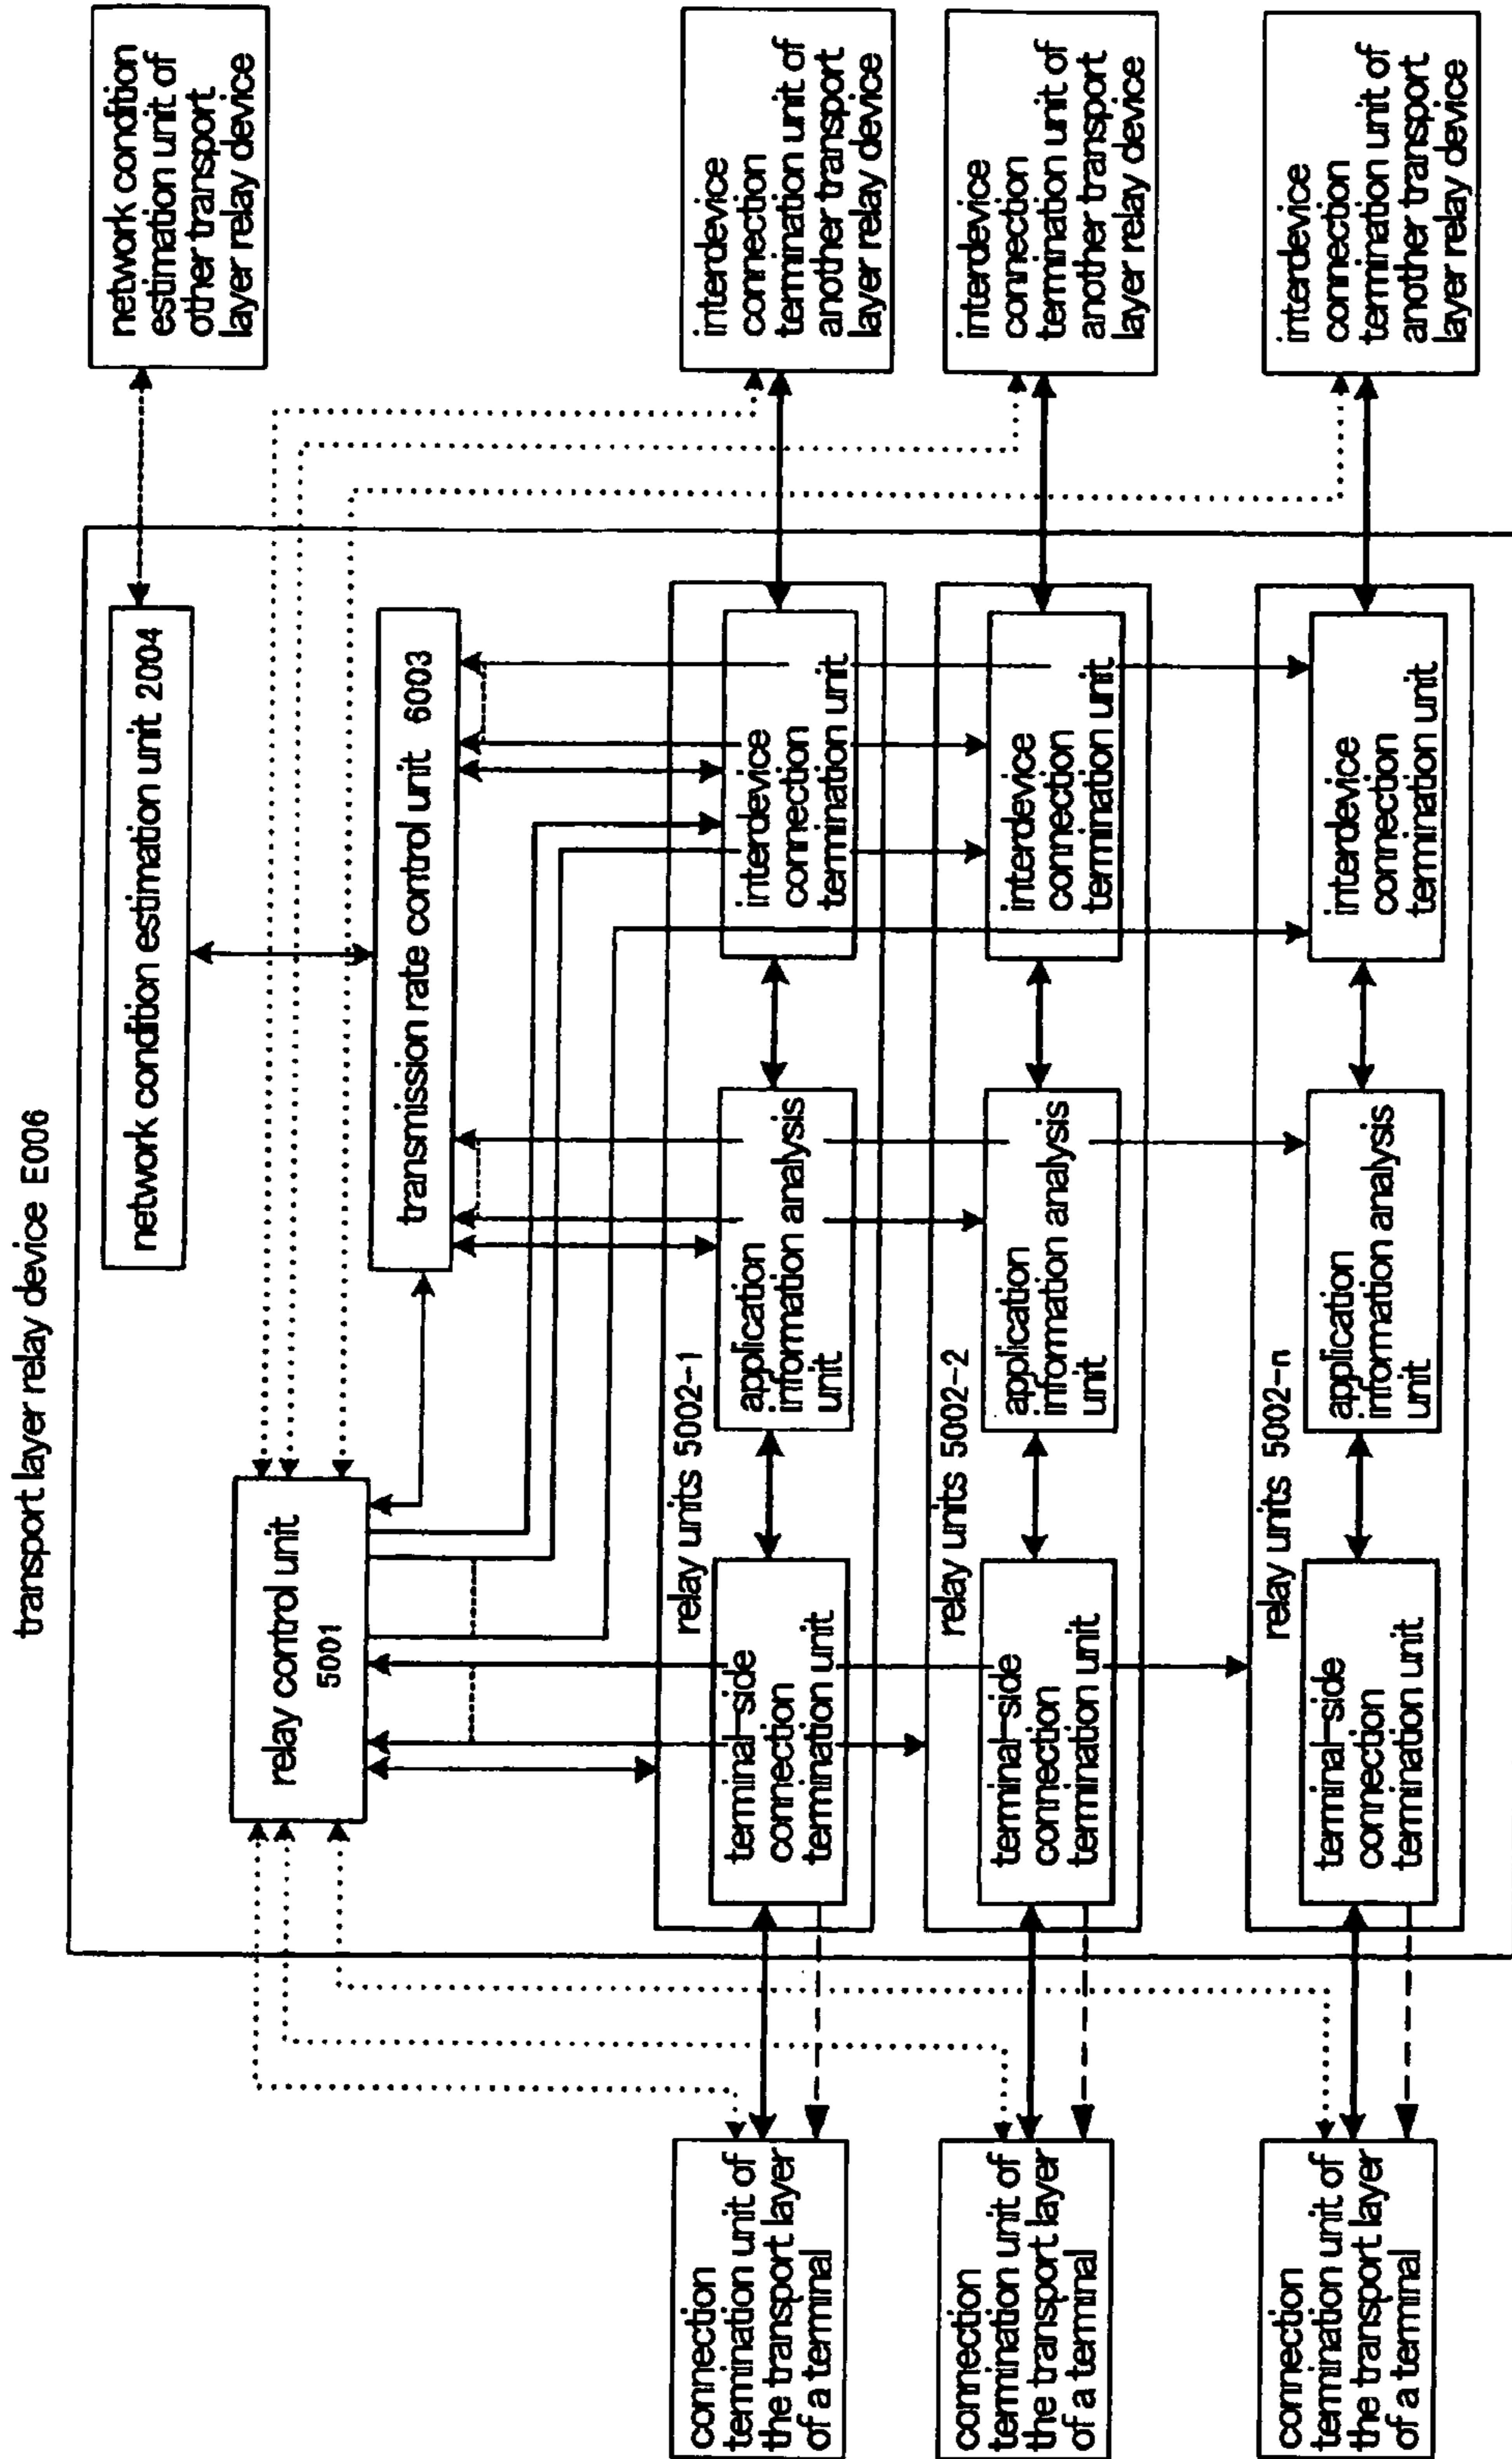 transport layer relay device E006
network condition estimation unit 2004
network condition
estimation unit of
other transport
layer relay device
relay control unit
5001
transmission rate control unit 6003
connection
termination unit of
the transport layer
of a terminal
relay units 5002-1
terminal-side
connection
termination unit
application
information analysis
unit
interdevice
connection
termination unit
interdevice
connection
termination unit of
another transport
layer relay device
connection
termination unit of
the transport layer
of a terminal
relay units 5002-2
terminal-side
connection
termination unit
application
information analysis
unit
interdevice
connection
termination unit
interdevice
connection
termination unit of
another transport
layer relay device
connection
termination unit of
the transport layer
of a terminal
relay units 5002-n
terminal-side
connection
termination unit
application
information analysis
unit
interdevice
connection
termination unit
interdevice
connection
termination unit of
another transport
layer relay device